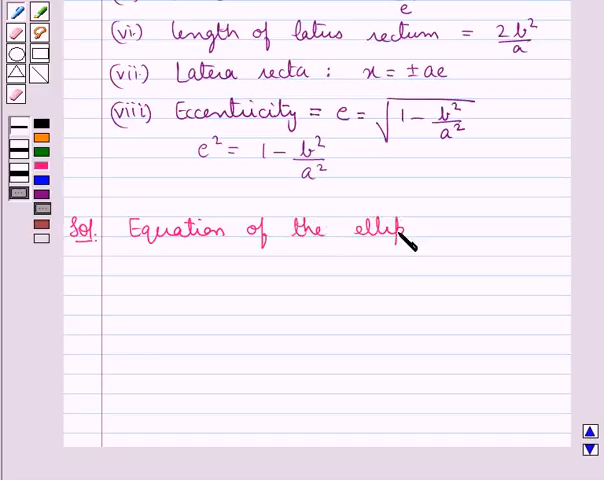 e
(vi) Length of latus rectum = 2b²/a
(vii) Latera recta : x = ±ae
(viii) Eccentricity = e = √(1 - b²/a²)
e² = 1 - b²/a²
Sol. Equation of the ellip